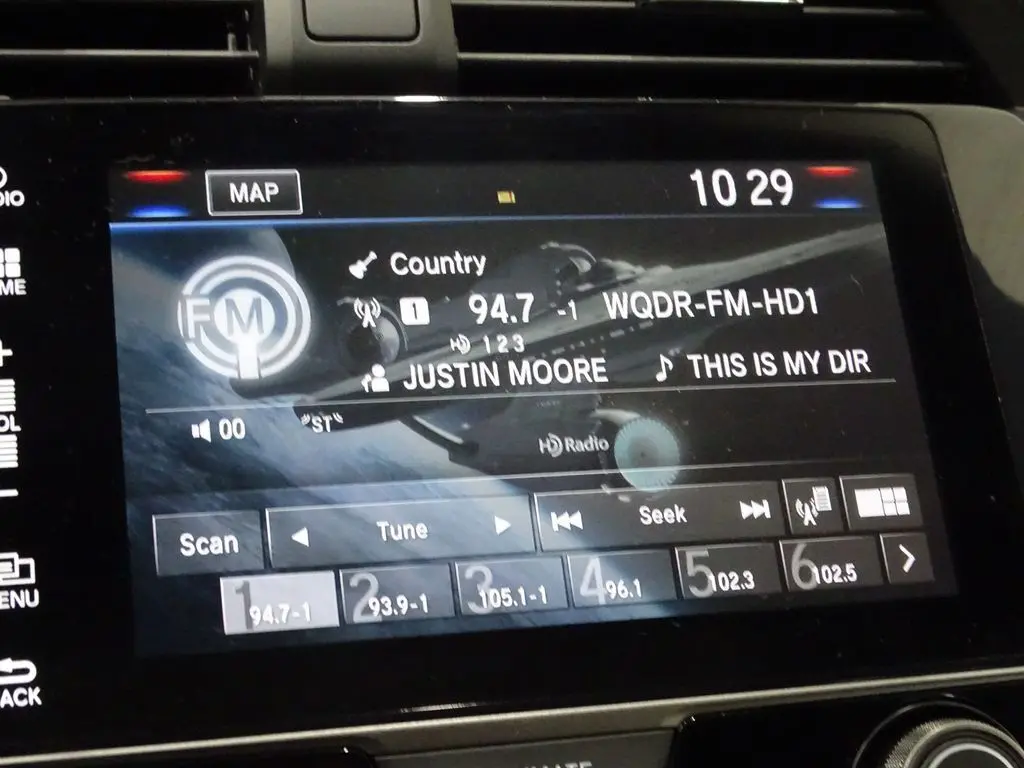 MAP
10 29
FM
Country
1 94.7 -1 WQDR-FM-HD1
HD 1 2 3
JUSTIN MOORE THIS IS MY DIR
00 "ST"
HD Radio
Scan Tune Seek
1 94.7-1 2 93.9-1 3 105.1-1 4 96.1 5 102.3 6 102.5